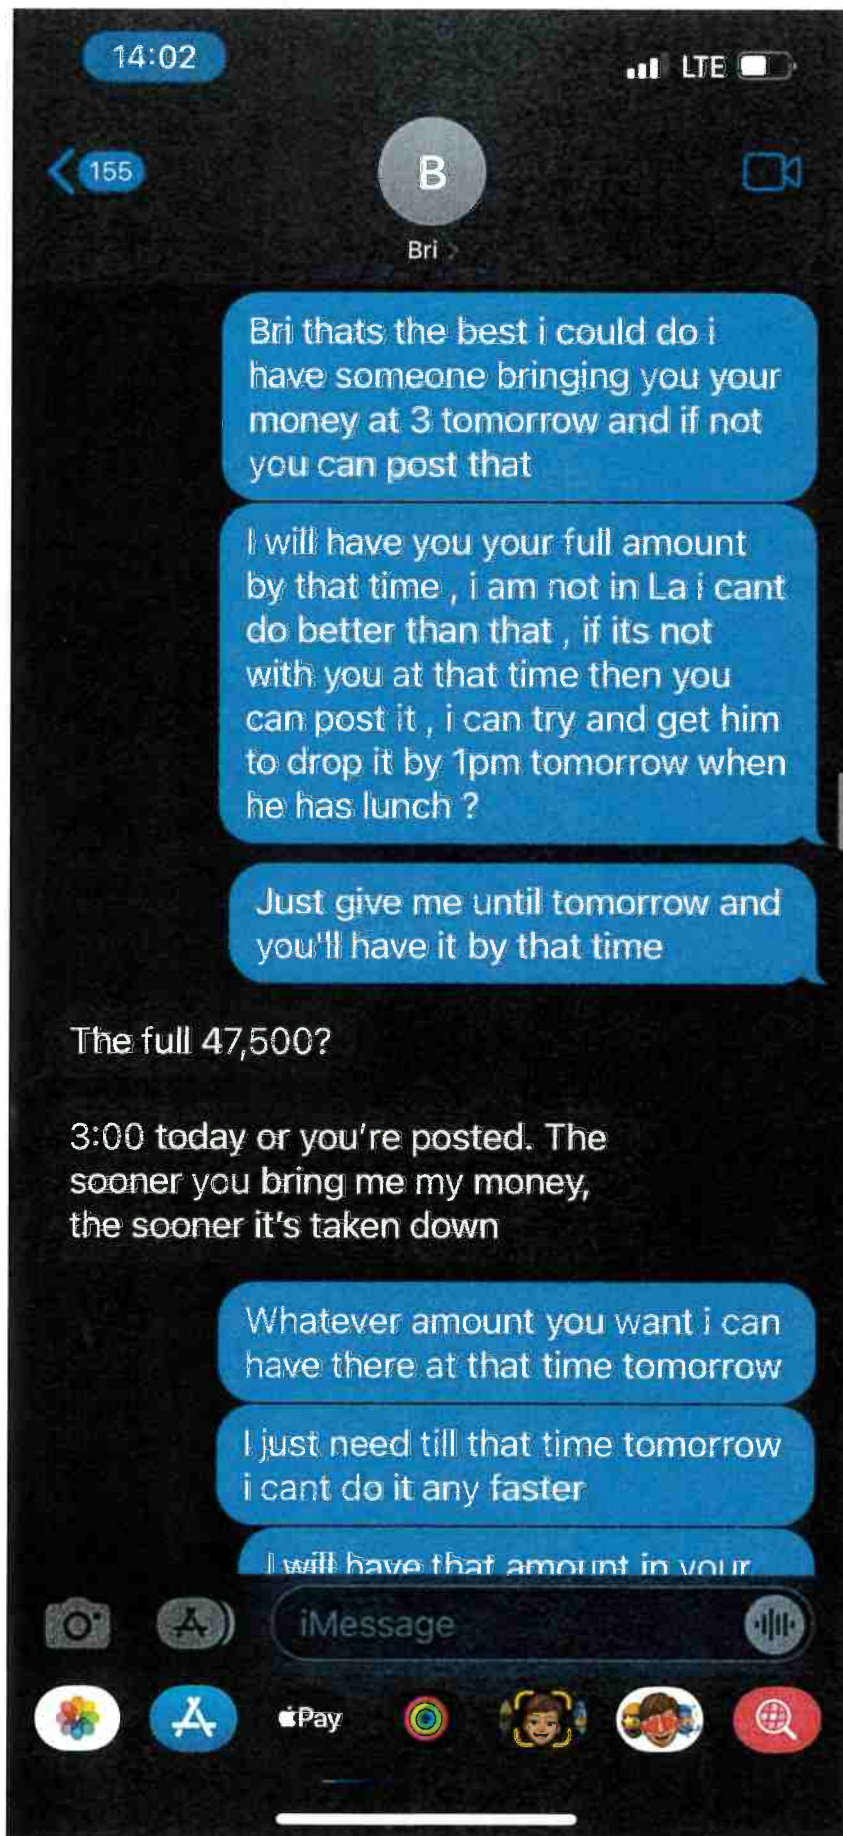 14:02
LTE
155
B
Bri
Bri thats the best i could do i
have someone bringing you your
money at 3 tomorrow and if not
you can post that
I will have you your full amount
by that time , i am not in La i cant
do better than that , if its not
with you at that time then you
can post it , i can try and get him
to drop it by 1pm tomorrow when
he has lunch ?
Just give me until tomorrow and
you'll have it by that time
The full 47,500?
3:00 today or you're posted. The
sooner you bring me my money,
the sooner it's taken down
Whatever amount you want i can
have there at that time tomorrow
I just need till that time tomorrow
i cant do it any faster
I will have that amount in your
iMessage
Pay